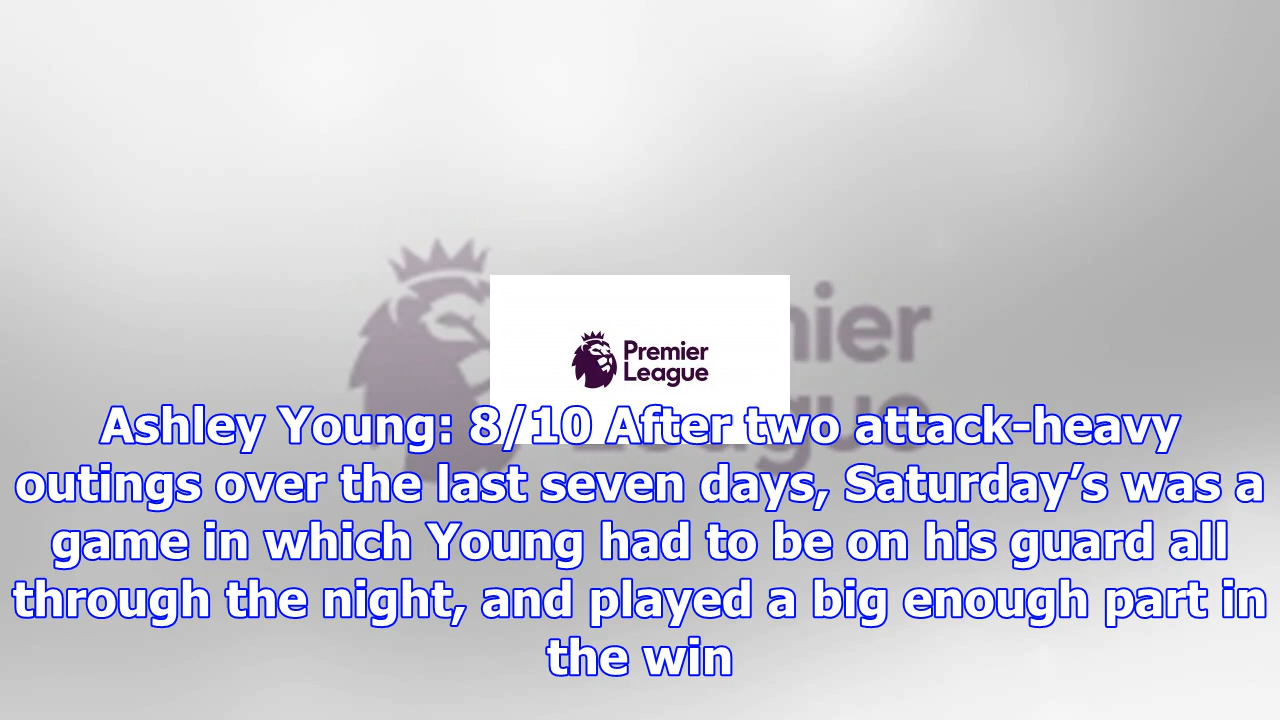 Premier
League
mier
gue
Ashley Young: 8/10 After two attack-heavy
outings over the last seven days, Saturday’s was a
game in which Young had to be on his guard all
through the night, and played a big enough part in
the win